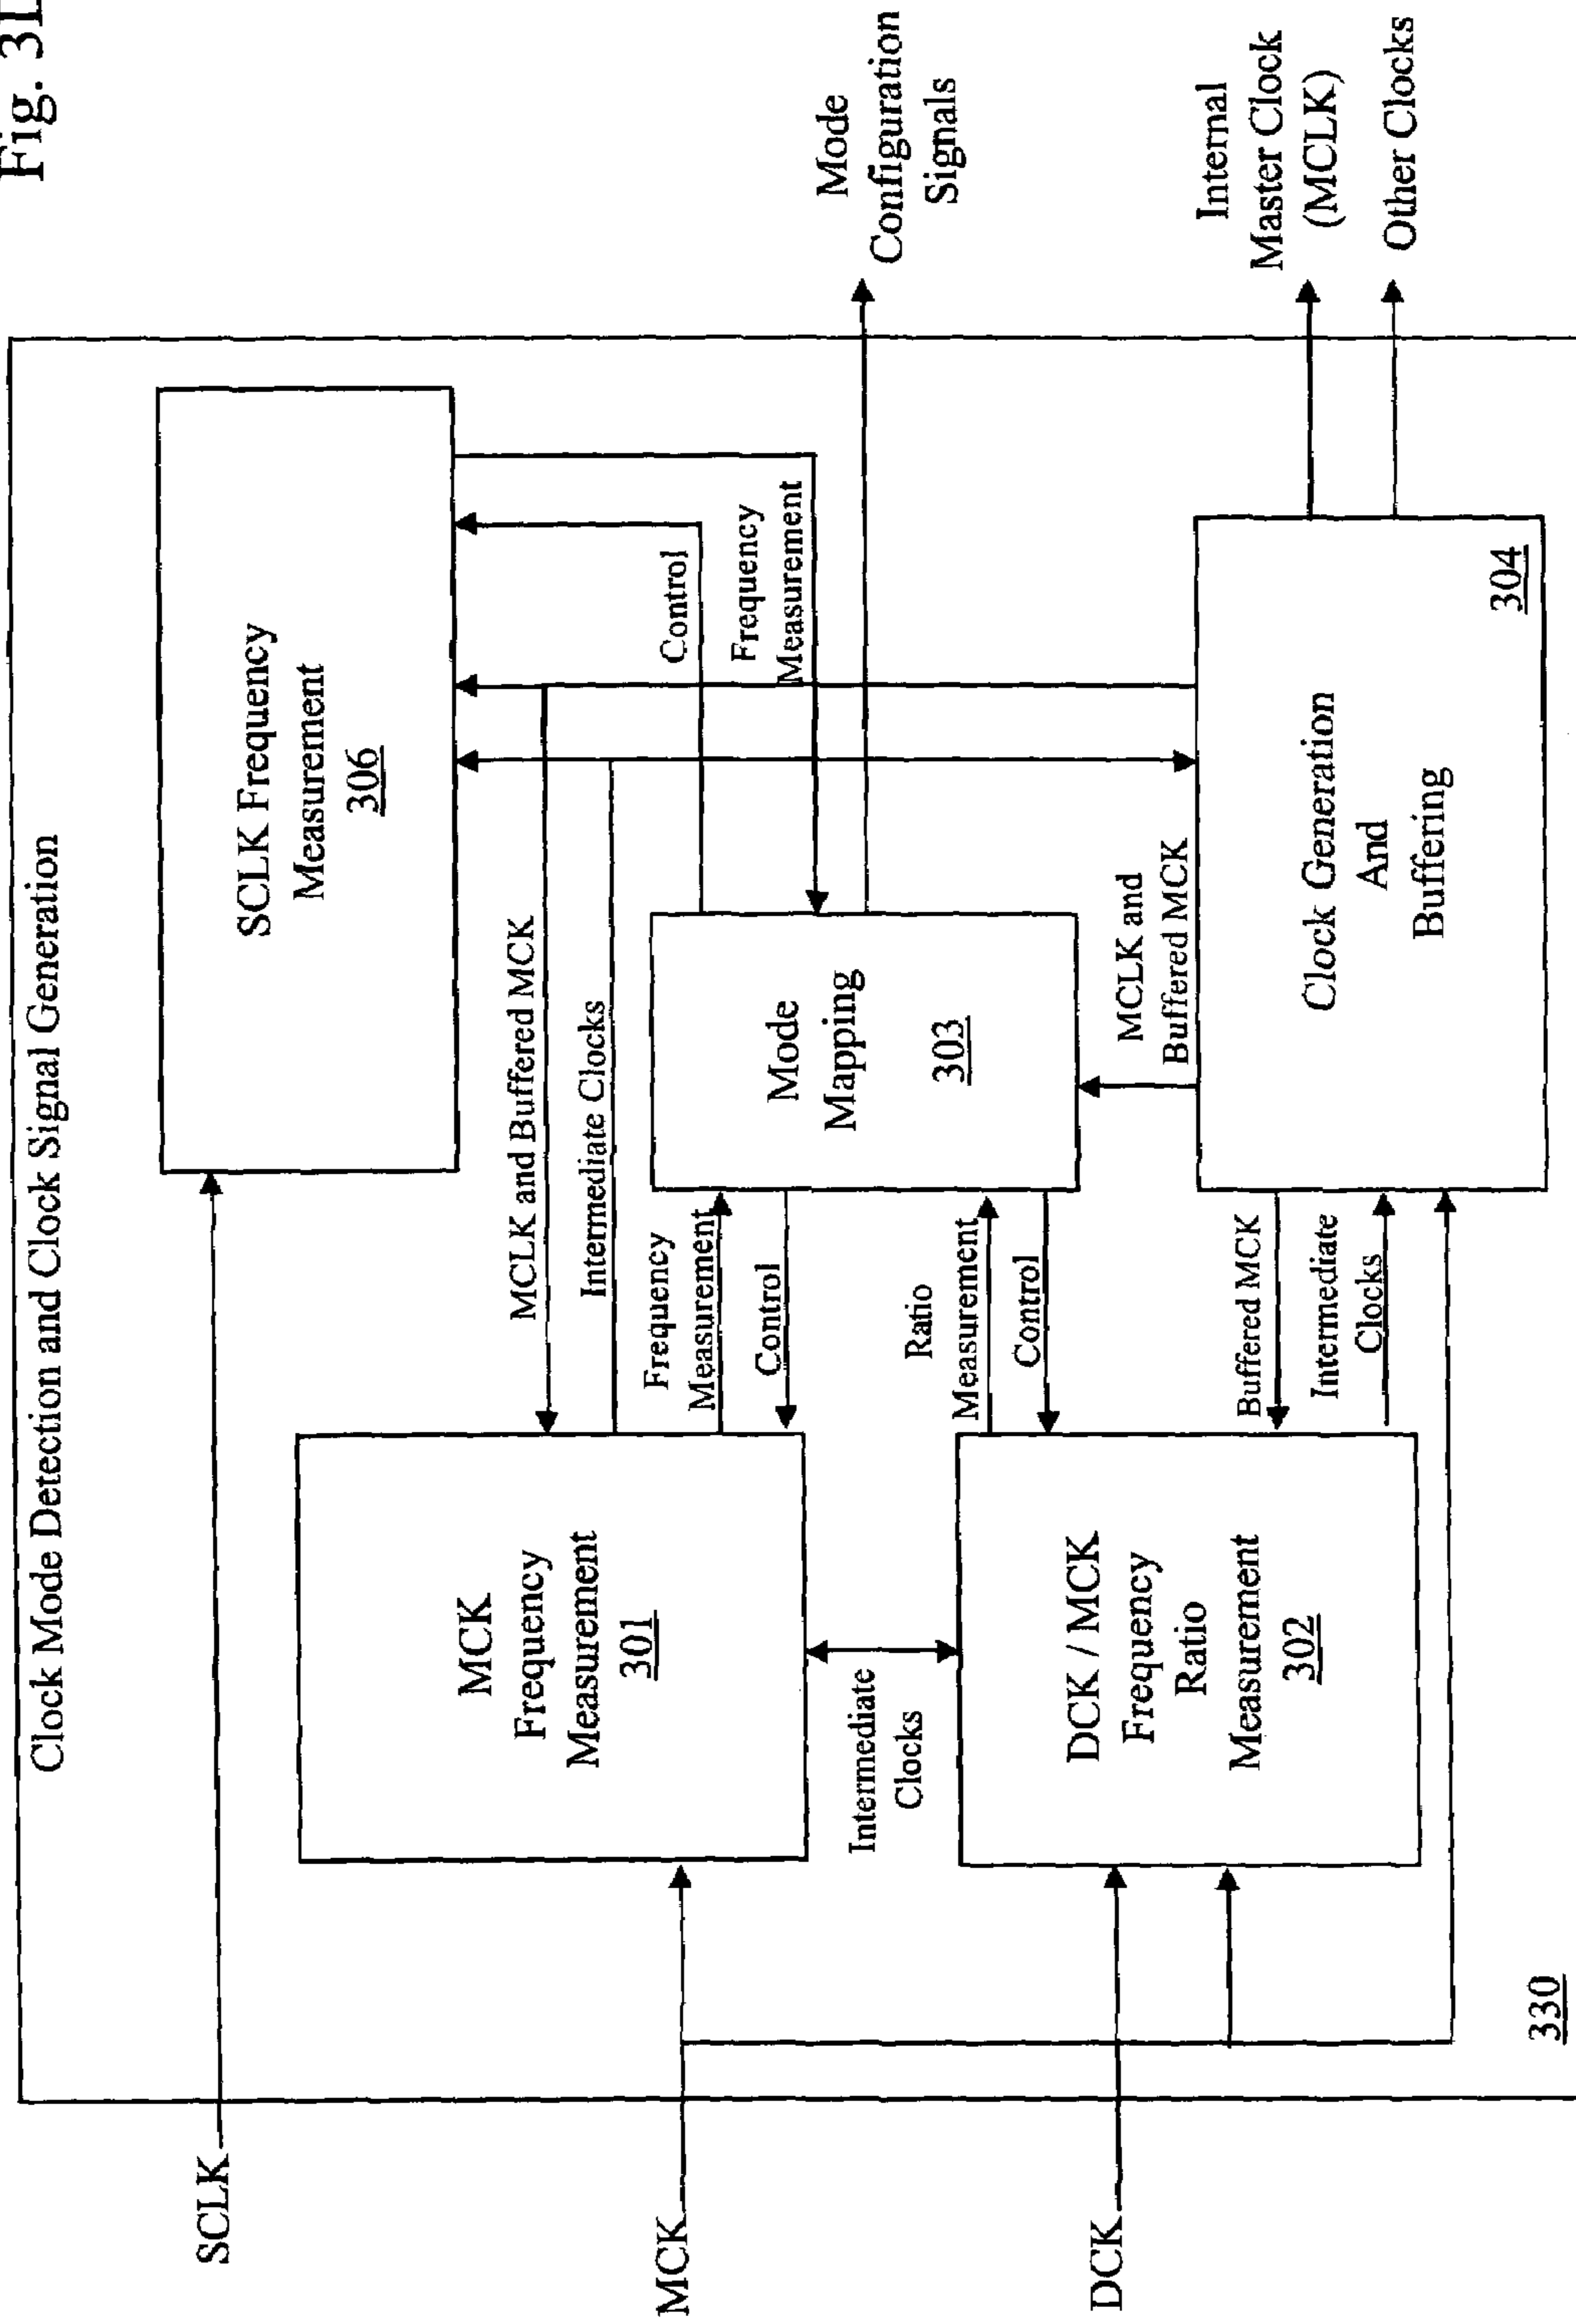 Fig. 3
Clock Mode Detection and Clock Signal Generation
SCLK
MCK
DCK
SCLK Frequency
Measurement
306
MCLK and Buffered MCK
Intermediate Clocks
Control
Frequency
Measurement
MCK
Frequency
Measurement
301
Frequency
Measurement
Control
Mode
Mapping
303
Mode
Configuration
Signals
Intermediate
Clocks
Ratio
Measurement
Control
MCLK and
Buffered MCK
DCK / MCK
Frequency
Ratio
Measurement
302
Buffered MCK
Intermediate
Clocks
Clock Generation
And
Buffering
304
Internal
Master Clock
(MCLK)
Other Clocks
330